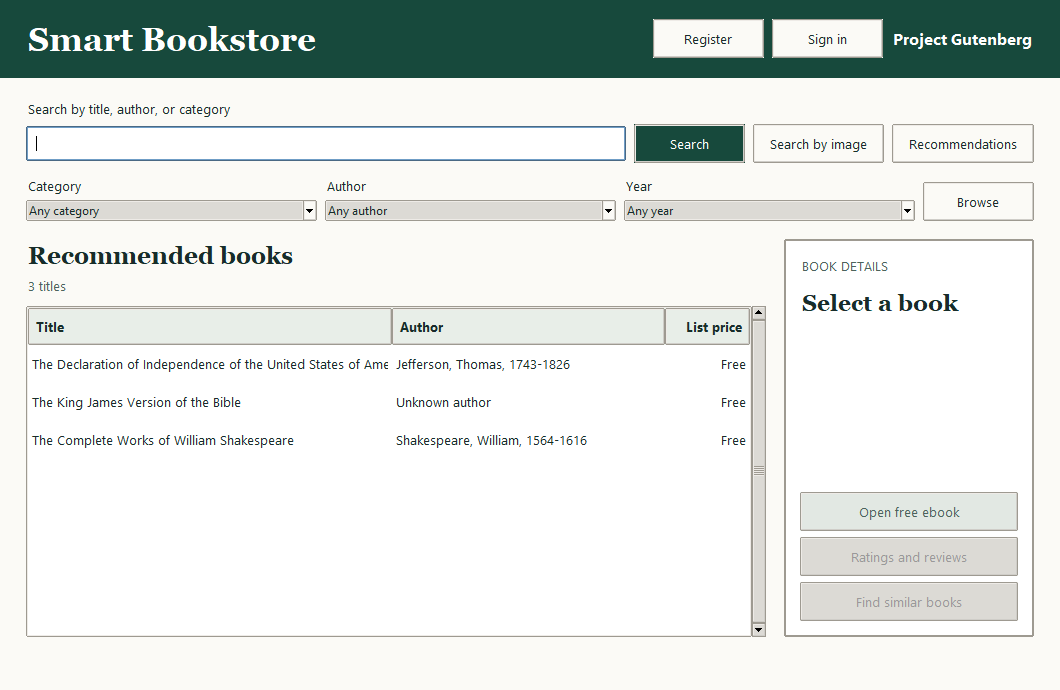 Smart Bookstore
Register
Sign in
Project Gutenberg
Search by title, author, or category
Search
Search by image
Recommendations
Category
Author
Year
Any category
Any author
Any year
Browse
Recommended books
3 titles
Title
Author
List price
The Declaration of Independence of the United States of Ame
Jefferson, Thomas, 1743-1826
Free
The King James Version of the Bible
Unknown author
Free
The Complete Works of William Shakespeare
Shakespeare, William, 1564-1616
Free
BOOK DETAILS
Select a book
Open free ebook
Ratings and reviews
Find similar books